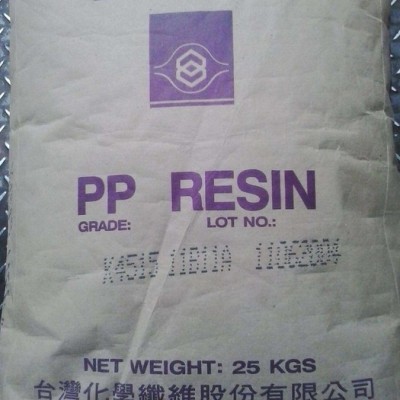 PP RESIN
GRADE: LOT NO.:
K4515 11B11A 11062004
NET WEIGHT: 25 KGS
台灣化學纖維股份有限公司